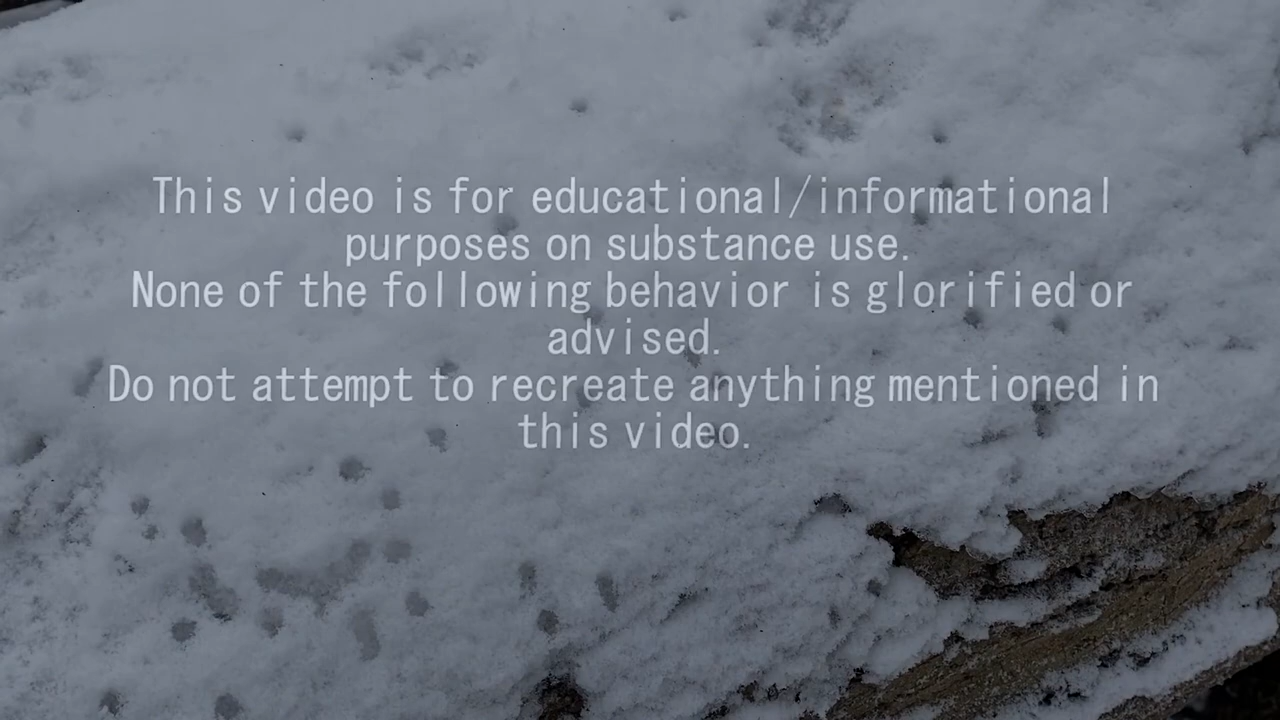 This video is for educational/informational
purposes on substance use.
None of the following behavior is glorified or
advised.
Do not attempt to recreate anything mentioned in
this video.